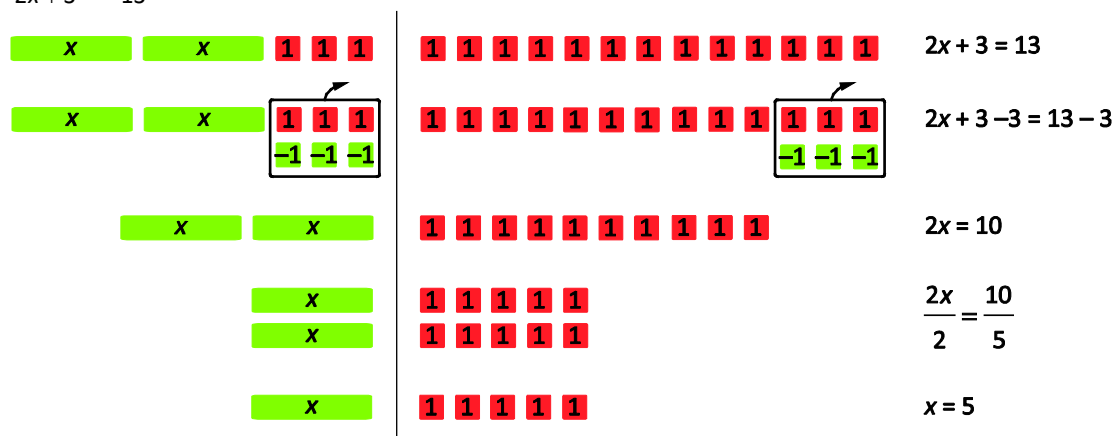 x x 1 1 1 1 1 1 1 1 1 1 1 1 1 1 1 1 2x + 3 = 13
x x 1 1 1 1 1 1 1 1 1 1 1 1 1 1 1 1 2x + 3 –3 = 13 – 3
–1 –1 –1 –1 –1 –1
x x 1 1 1 1 1 1 1 1 1 1 2x = 10
x 1 1 1 1 1 2x/2 = 10/5
x 1 1 1 1 1
x 1 1 1 1 1 x = 5